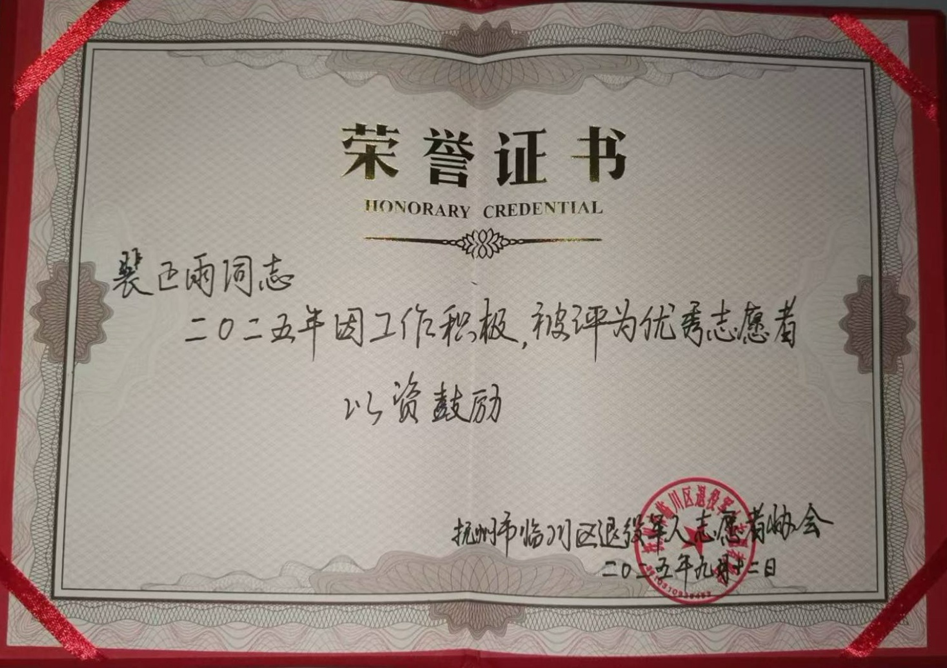 荣誉证书
HONORARY CREDENTIAL
裴正雨同志
二〇二五年因工作积极,被评为优秀志愿者
以资鼓励
抚州市临川区退役军人志愿者协会
二〇二五年九月十二日